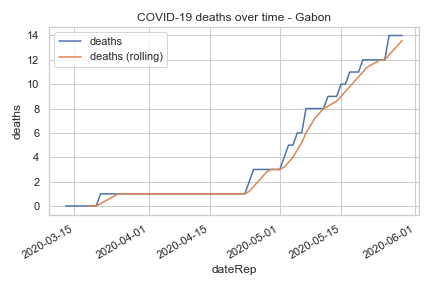 COVID-19 deaths over time - Gabon
deaths
deaths (rolling)
14
12
10
8
6
4
2
0
deaths
2020-03-15
2020-04-01
2020-04-15
2020-05-01
2020-05-15
2020-06-01
dateRep